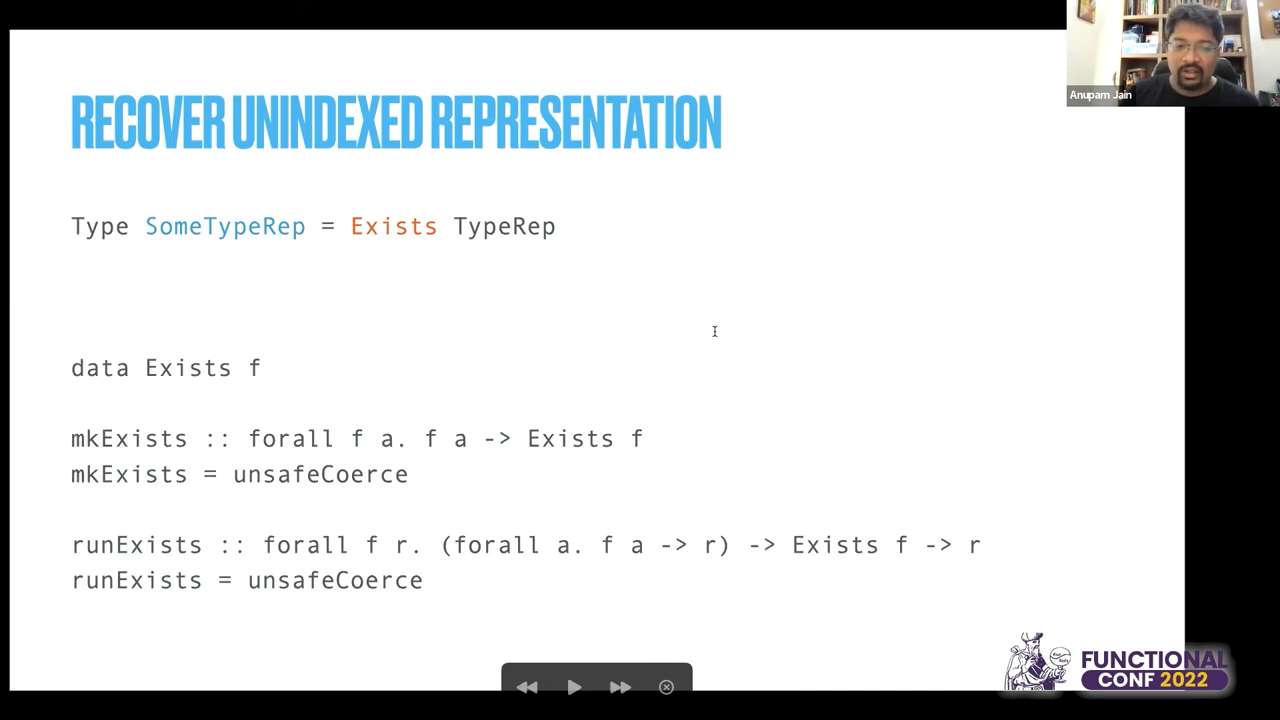 RECOVER UNINDEXED REPRESENTATION
Anupam Jain
Type SomeTypeRep = Exists TypeRep
data Exists f
mkExists :: forall f a. f a -> Exists f
mkExists = unsafeCoerce
runExists :: forall f r. (forall a. f a -> r) -> Exists f -> r
runExists = unsafeCoerce
FUNCTIONAL
CONF 2022